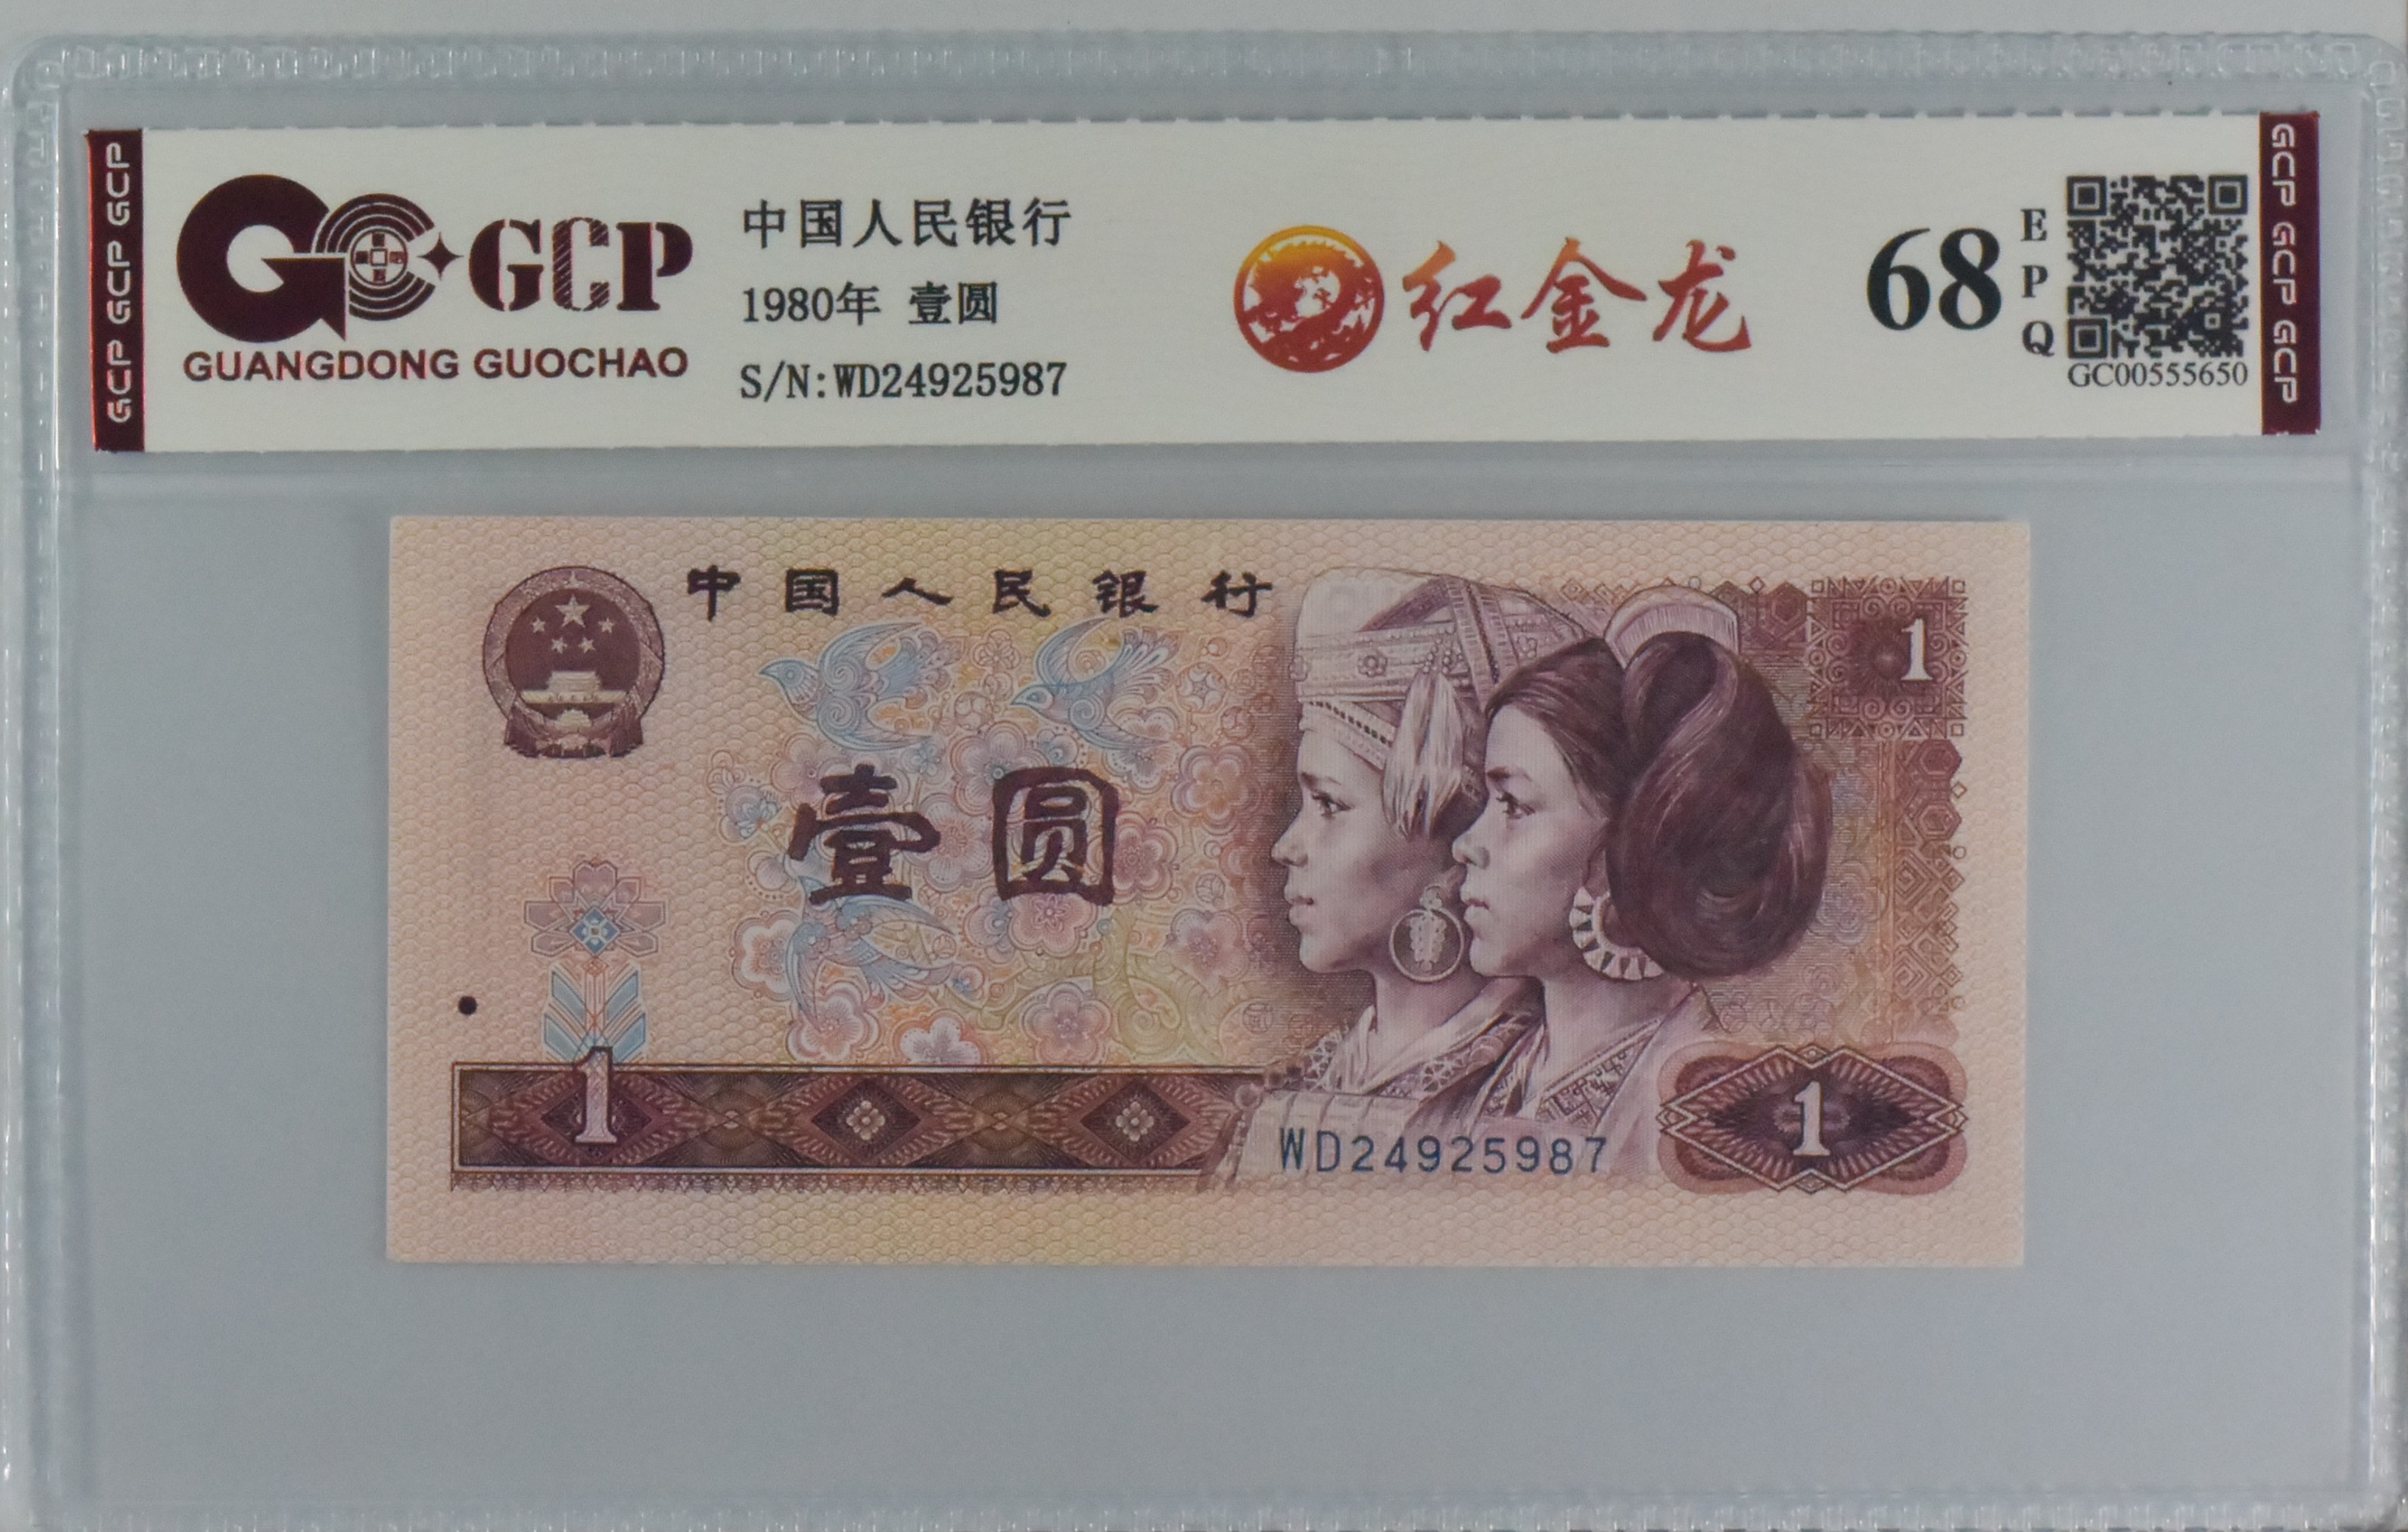 GCP GCP GCP
GCP
GUANGDONG GUOCHAO
中国人民银行
1980年 壹圆
S/N:WD24925987
红金龙
68
E
P
Q
GC00555650
GCP GCP GCP
中国人民银行
1
壹圆
1
1
WD24925987